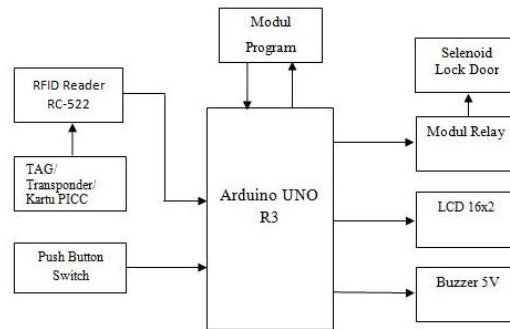 Modul
Program
Selenoid
Lock Door
RFID Reader
RC-522
Modul Relay
TAG/
Transponder/
Kartu PICC
Arduino UNO
R3
LCD 16x2
Push Button
Switch
Buzzer 5V